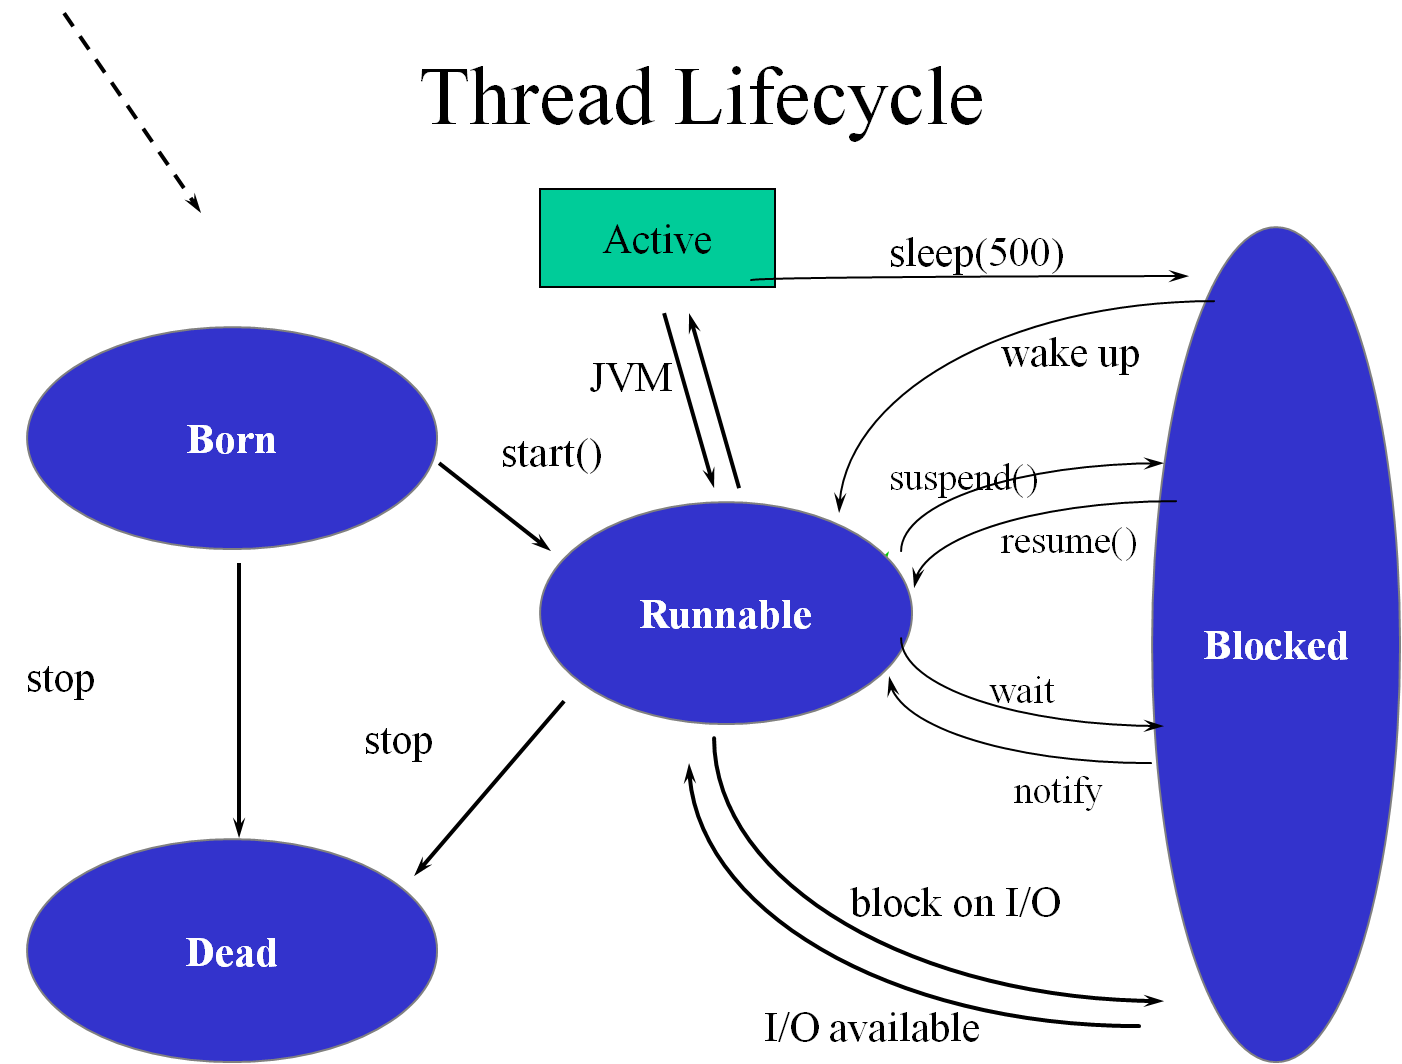 Thread Lifecycle
Active
sleep(500)
wake up
JVM
Born
start()
suspend()
resume()
Runnable
Blocked
stop
wait
stop
notify
block on I/O
Dead
I/O available